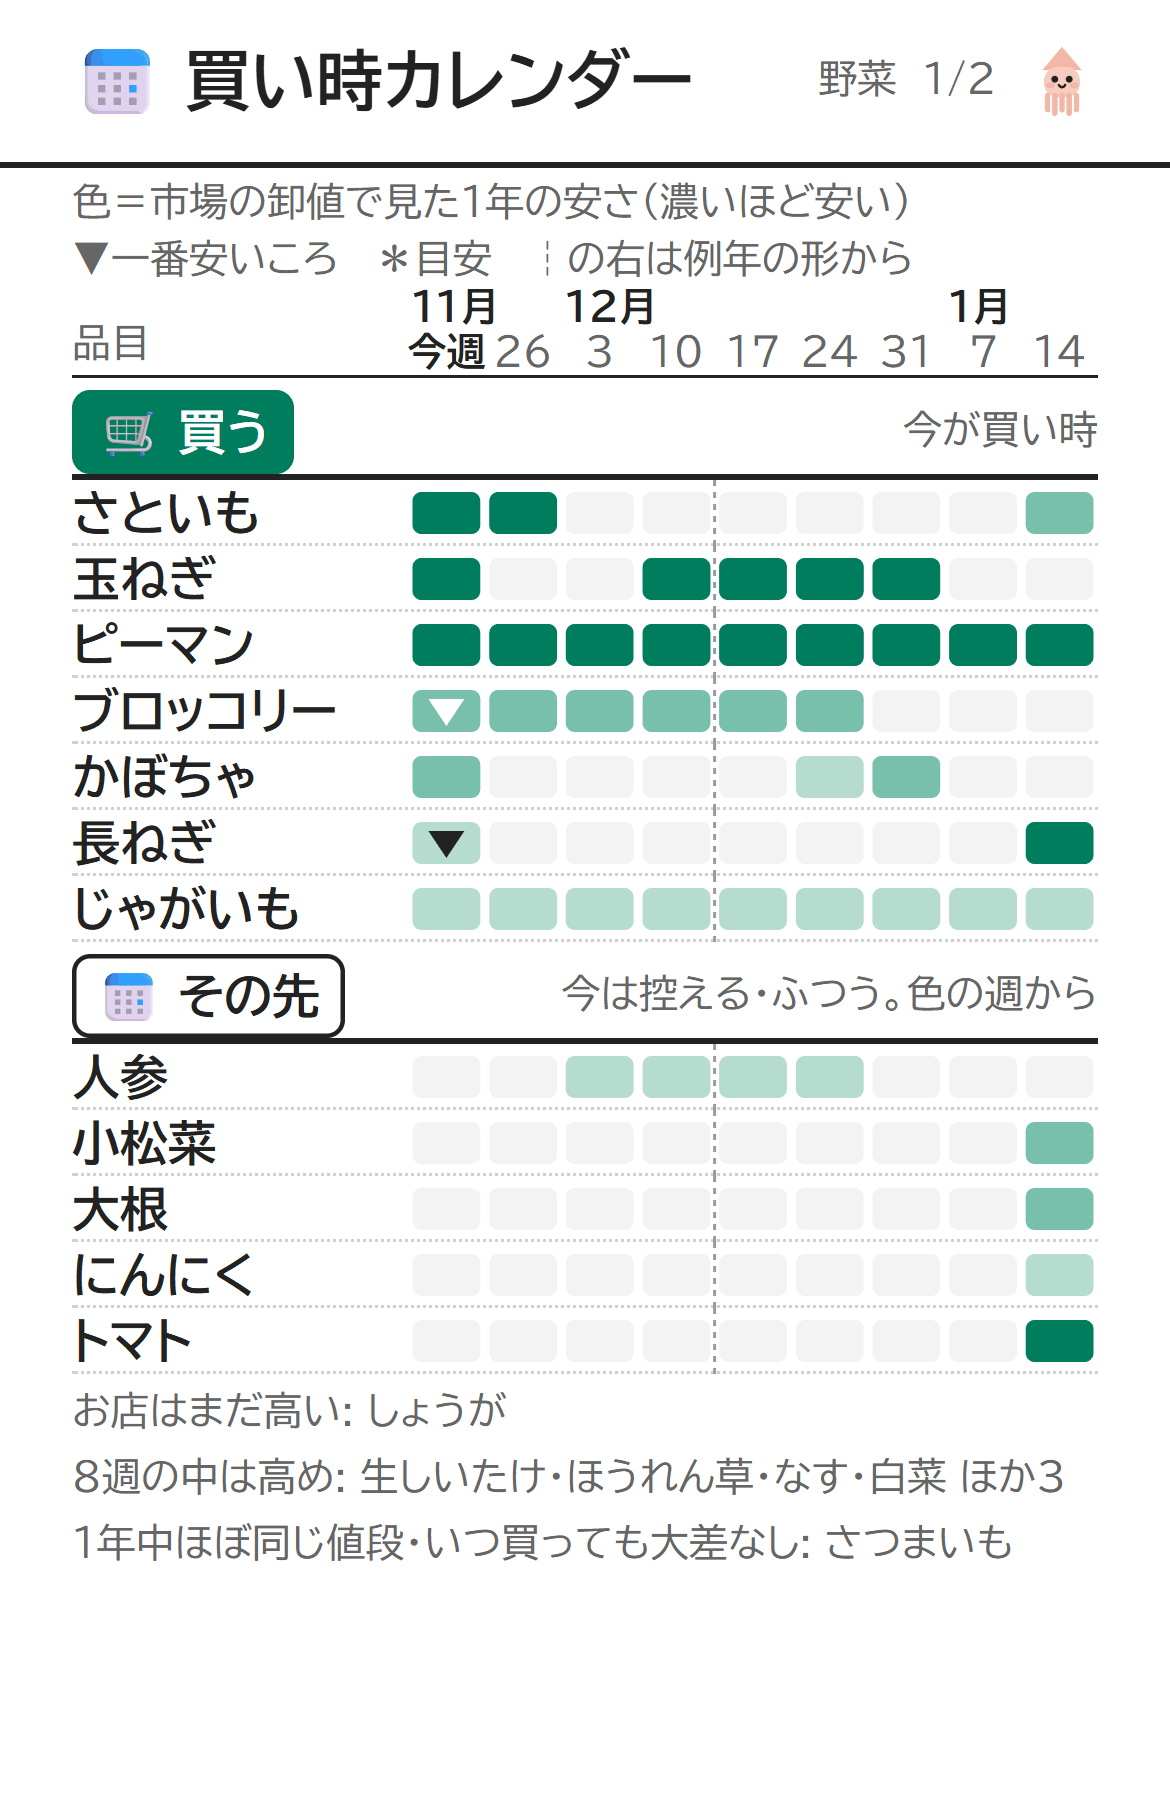 買い時カレンダー 野菜 1/2
色＝市場の卸値で見た1年の安さ（濃いほど安い）
▼一番安いころ ＊目安 ┊の右は例年の形から
11月 12月 1月
品目 今週 26 3 10 17 24 31 7 14
買う 今が買い時
さといも
玉ねぎ
ピーマン
ブロッコリー ▼
かぼちゃ
長ねぎ ▼
じゃがいも
その先 今は控える・ふつう。色の週から
人参
小松菜
大根
にんにく
トマト
お店はまだ高い: しょうが
8週の中は高め: 生しいたけ・ほうれん草・なす・白菜 ほか3
1年中ほぼ同じ値段・いつ買っても大差なし: さつまいも